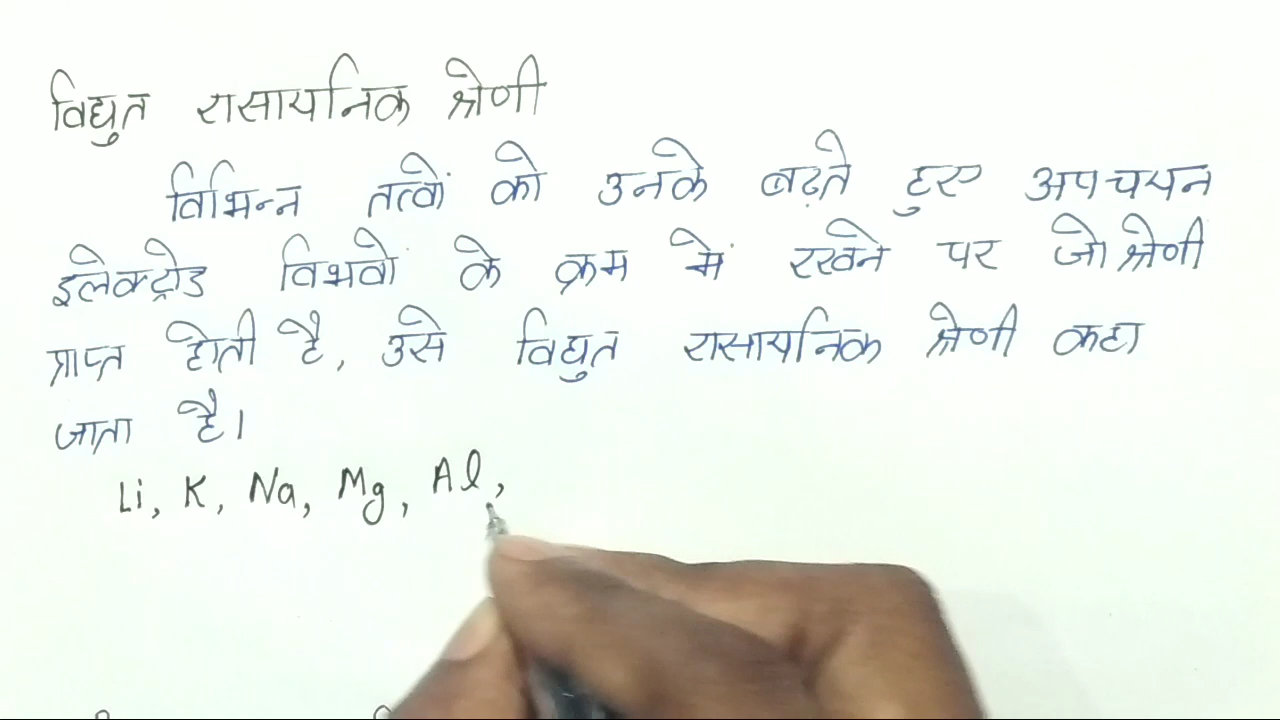 विद्युत रासायनिक श्रेणी
विभिन्न तत्वों को उनके बढ़ते हुए अपचयन
इलेक्ट्रोड विभवों के क्रम में रखने पर जो श्रेणी
प्राप्त होती है, उसे विद्युत रासायनिक श्रेणी कहा
जाता है।
Li, K, Na, Mg, Al,